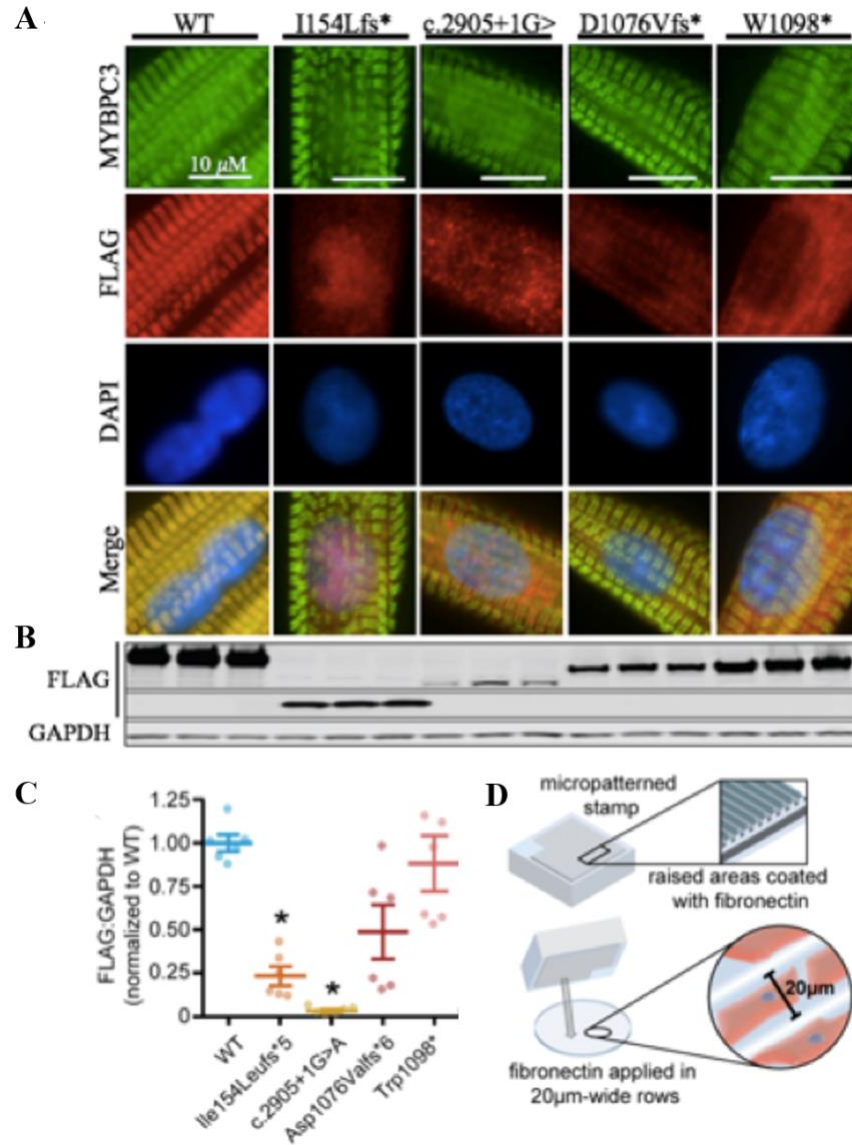 A
WT I154Lfs* c.2905+1G> D1076Vfs* W1098*
MYBPC3
10 μM
FLAG
DAPI
Merge
B
FLAG
GAPDH
C
FLAG:GAPDH
(normalized to WT)
1.25
1.00
0.75
0.50
0.25
0
*
*
WT
Ile154Leufs*5
c.2905+1G>A
Asp1076Valfs*6
Trp1098*
D
micropatterned
stamp
raised areas coated
with fibronectin
20μm
fibronectin applied in
20μm-wide rows